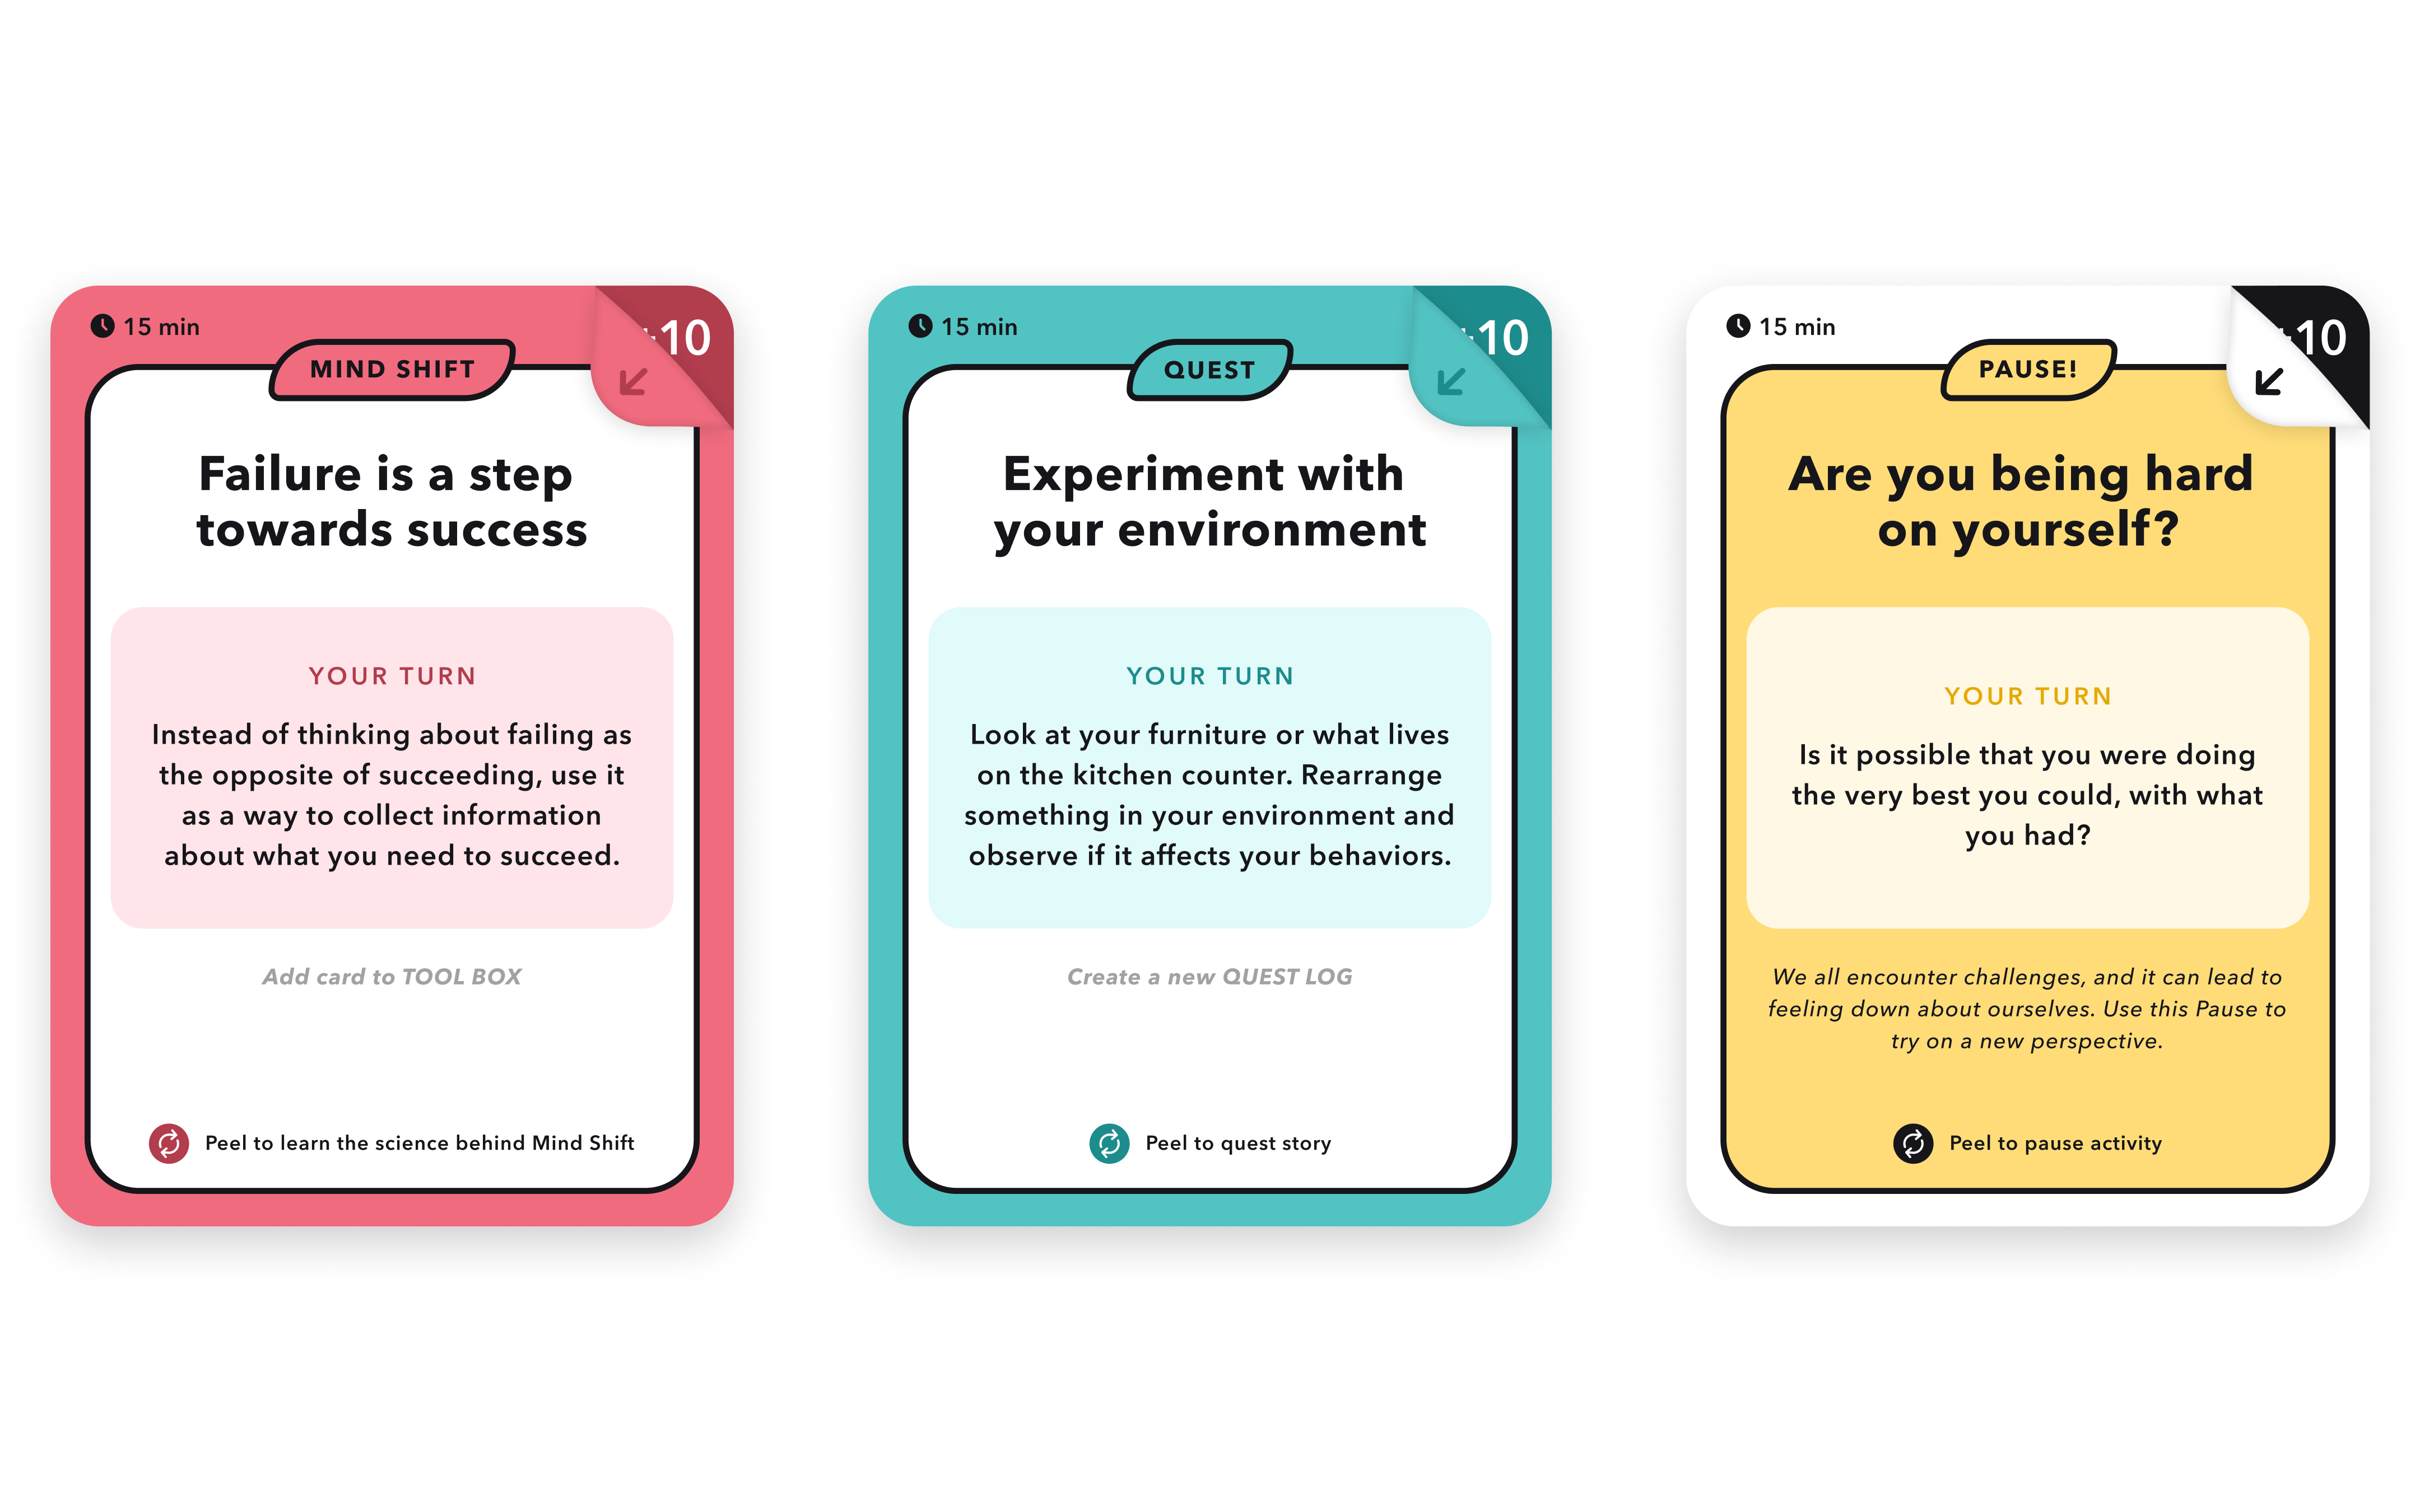 15 min
10
MIND SHIFT
Failure is a step
towards success
YOUR TURN
Instead of thinking about failing as
the opposite of succeeding, use it
as a way to collect information
about what you need to succeed.
Add card to TOOL BOX
Peel to learn the science behind Mind Shift
15 min
10
QUEST
Experiment with
your environment
YOUR TURN
Look at your furniture or what lives
on the kitchen counter. Rearrange
something in your environment and
observe if it affects your behaviors.
Create a new QUEST LOG
Peel to quest story
15 min
10
PAUSE!
Are you being hard
on yourself?
YOUR TURN
Is it possible that you were doing
the very best you could, with what
you had?
We all encounter challenges, and it can lead to
feeling down about ourselves. Use this Pause to
try on a new perspective.
Peel to pause activity